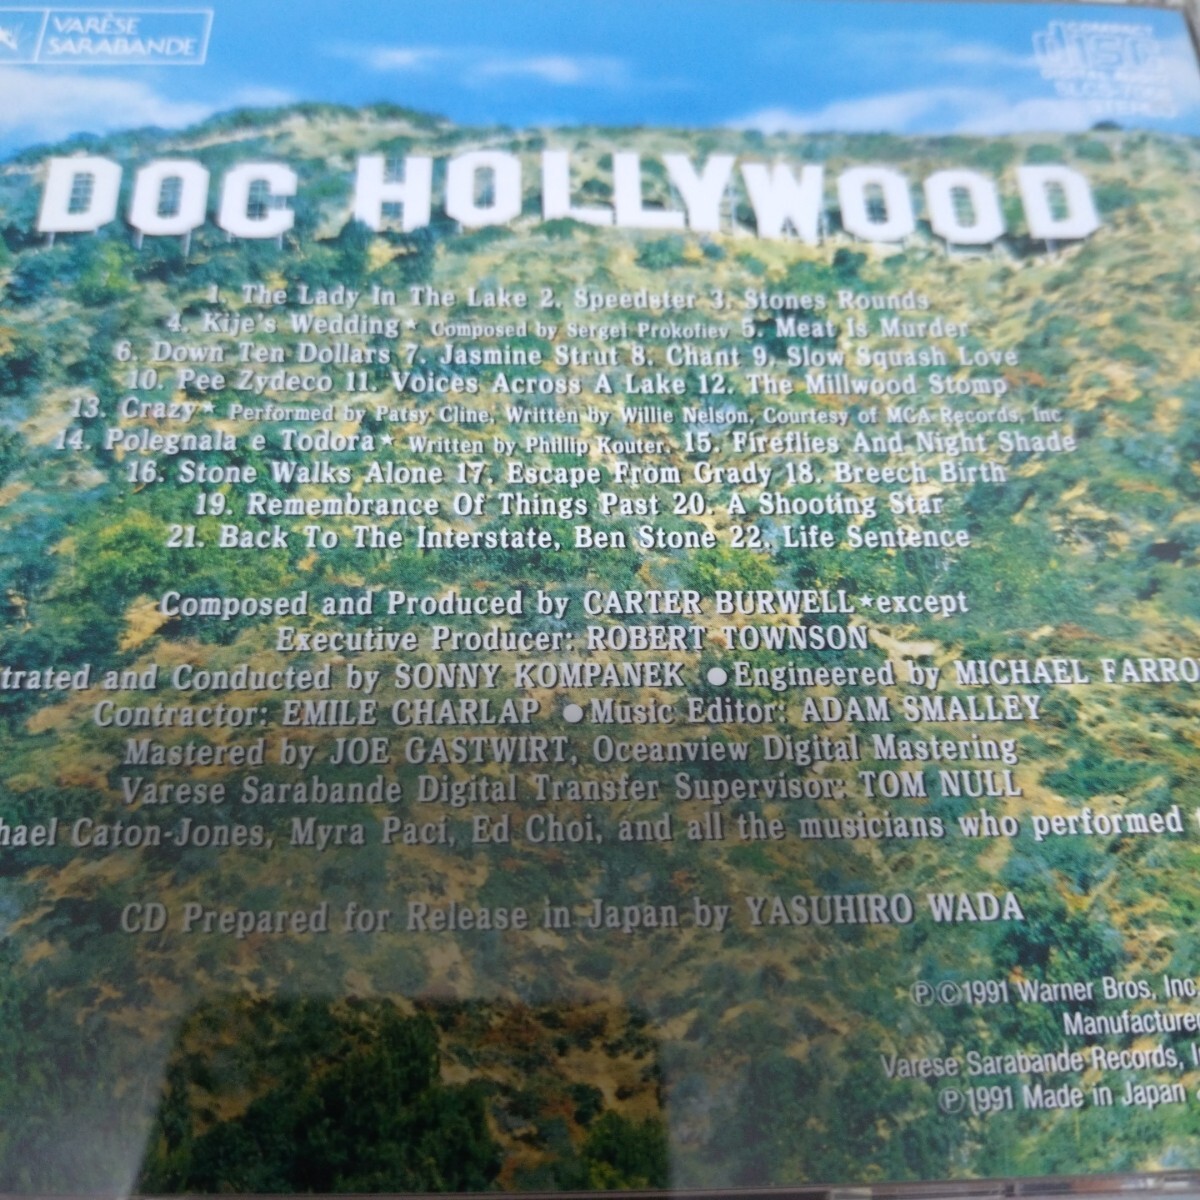 VARÈSE
SARABANDE
COMPACT
DISC
DIGITAL AUDIO
STEREO
DOC HOLLYWOOD
1. The Lady In The Lake 2. Speedster 3. Stones Rounds
4. Kije's Wedding★ Composed by Sergei Prokofiev 5. Meat Is Murder
6. Down Ten Dollars 7. Jasmine Strut 8. Chant 9. Slow Squash Love
10. Pee Zydeco 11. Voices Across A Lake 12. The Millwood Stomp
13. Crazy★ Performed by Patsy Cline, Written by Willie Nelson, Courtesy of MCA Records, Inc
14. Polegnala e Todora★ Written by Phillip Kouter. 15. Fireflies And Night Shade
16. Stone Walks Alone 17. Escape From Grady 18. Breech Birth
19. Remembrance Of Things Past 20. A Shooting Star
21. Back To The Interstate, Ben Stone 22. Life Sentence
Composed and Produced by CARTER BURWELL★except
Executive Producer: ROBERT TOWNSON
trated and Conducted by SONNY KOMPANEK ●Engineered by MICHAEL FARRO
Contractor: EMILE CHARLAP ●Music Editor: ADAM SMALLEY
Mastered by JOE GASTWIRT, Oceanview Digital Mastering
Varese Sarabande Digital Transfer Supervisor: TOM NULL
hael Caton-Jones, Myra Paci, Ed Choi, and all the musicians who performed
CD Prepared for Release in Japan by YASUHIRO WADA
Ⓟ©1991 Warner Bros, Inc.
Manufacture
Varese Sarabande Records, I
Ⓟ1991 Made in Japan